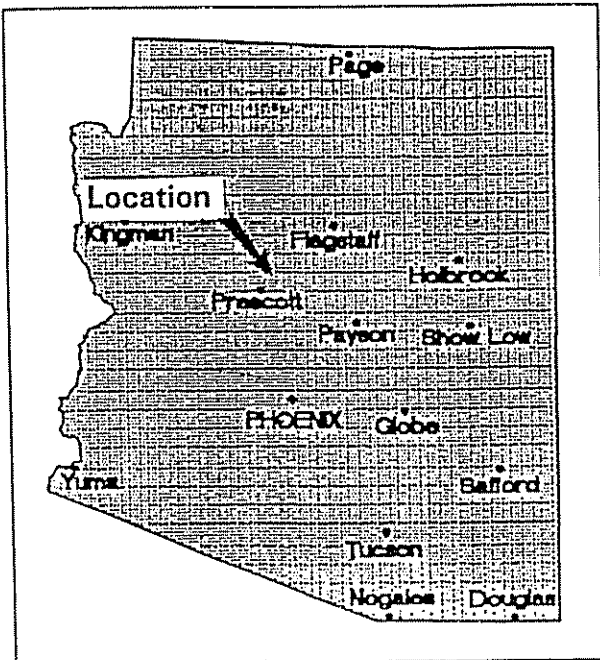 Page
Location
Kingman
Flagstaff
Holbrook
Prescott
Payson
Show Low
PHOENIX
Globe
Yuma
Safford
Tucson
Nogales
Douglas